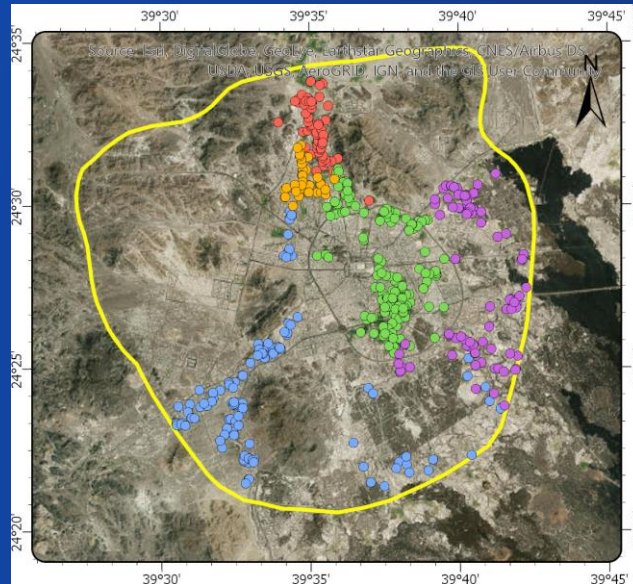 39°30' 39°35' 39°40' 39°45'
24°35'
Source: Esri, DigitalGlobe, GeoEye, Earthstar Geographics, CNES/Airbus DS,
USDA, USGS, AeroGRID, IGN, and the GIS User Community
N
24°30'
24°25'
24°20'
39°30' 39°35' 39°40' 39°45'